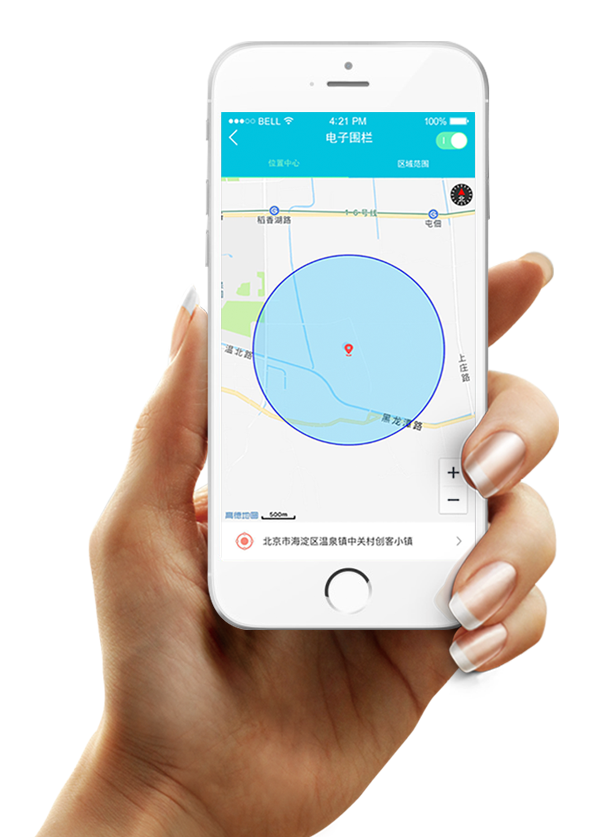 BELL 4:21 PM 100%
电子围栏
位置中心 区域范围
1-6号线
稻香湖路 屯佃
温北路
上庄路
黑龙潭路
高德地图 500m
北京市海淀区温泉镇中关村创客小镇